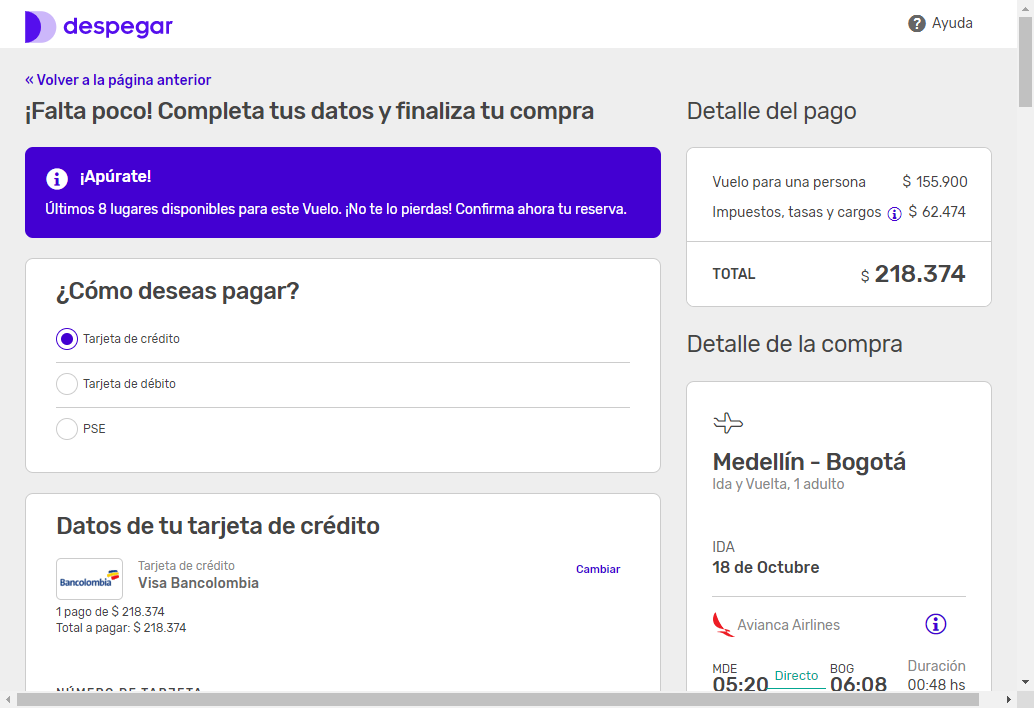 despegar
Ayuda
« Volver a la página anterior
¡Falta poco! Completa tus datos y finaliza tu compra
¡Apúrate!
Últimos 8 lugares disponibles para este Vuelo. ¡No te lo pierdas! Confirma ahora tu reserva.
¿Cómo deseas pagar?
Tarjeta de crédito
Tarjeta de débito
PSE
Datos de tu tarjeta de crédito
Bancolombia
Tarjeta de crédito
Visa Bancolombia
Cambiar
1 pago de $ 218.374
Total a pagar: $ 218.374
NÚMERO DE TARJETA
Detalle del pago
Vuelo para una persona $ 155.900
Impuestos, tasas y cargos $ 62.474
TOTAL $ 218.374
Detalle de la compra
Medellín - Bogotá
Ida y Vuelta, 1 adulto
IDA
18 de Octubre
Avianca Airlines
MDE
05:20
Directo
BOG
06:08
Duración
00:48 hs